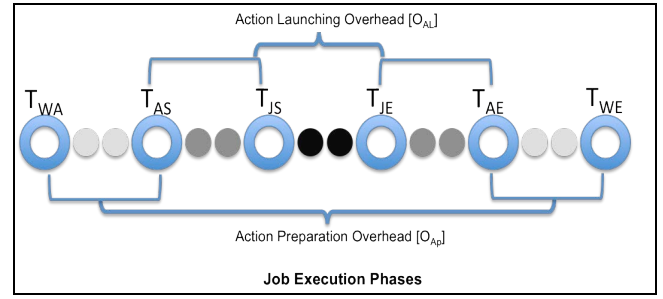 Action Launching Overhead [OAL]
TWA TAS TJS TJE TAE TWE
Action Preparation Overhead [OAp]
Job Execution Phases